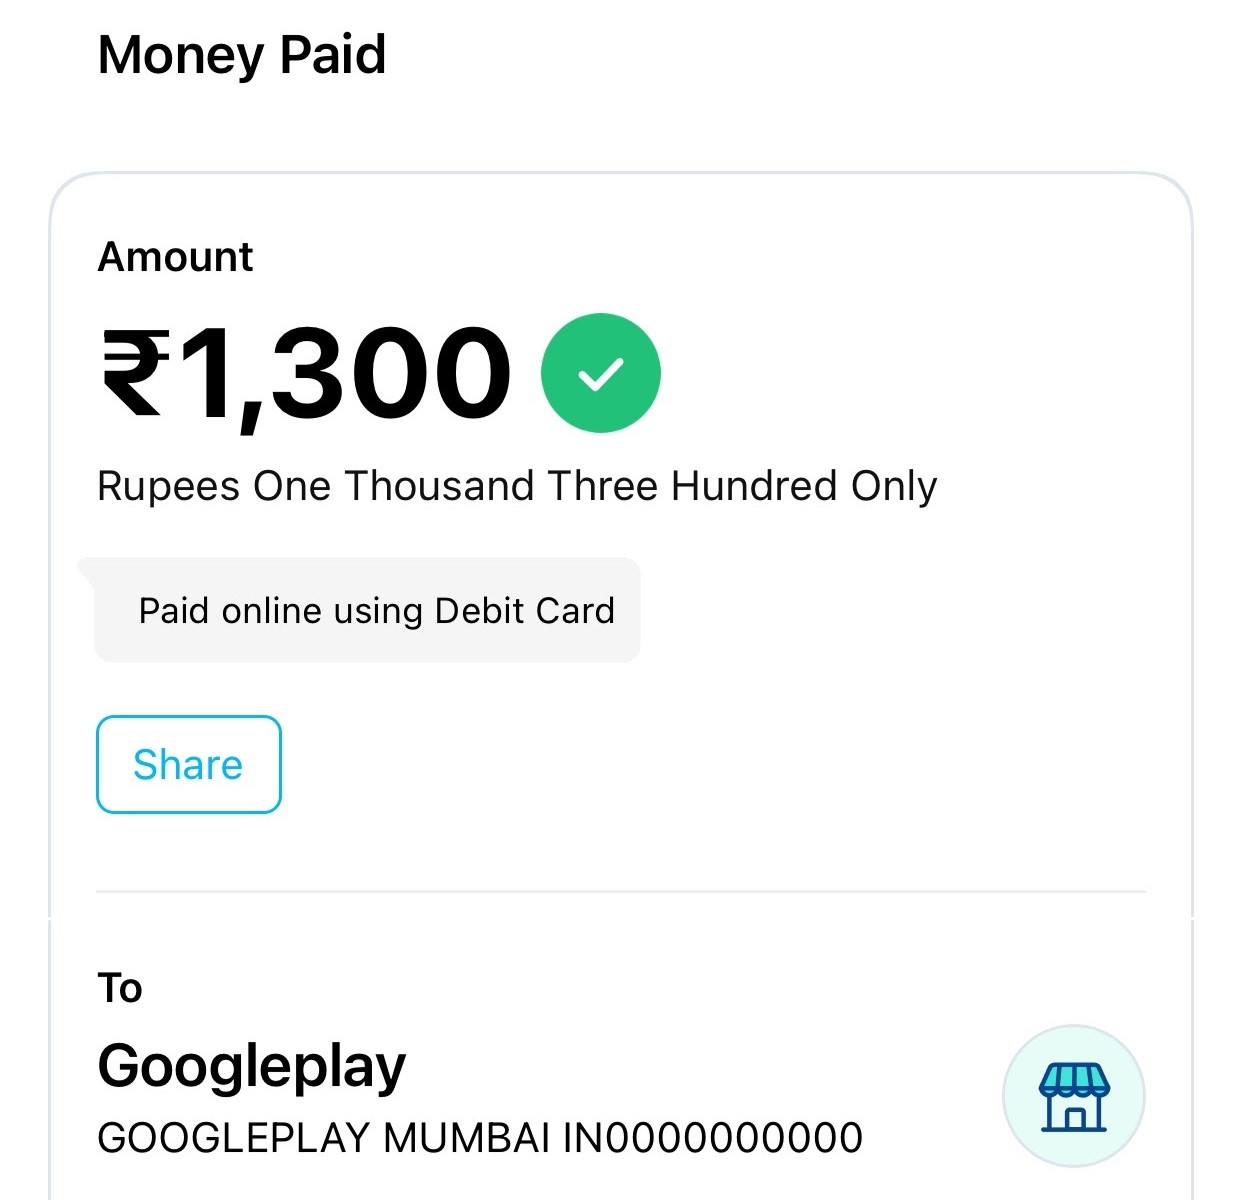 Money Paid
Amount
₹1,300
Rupees One Thousand Three Hundred Only
Paid online using Debit Card
Share
To
Googleplay
GOOGLEPLAY MUMBAI IN0000000000